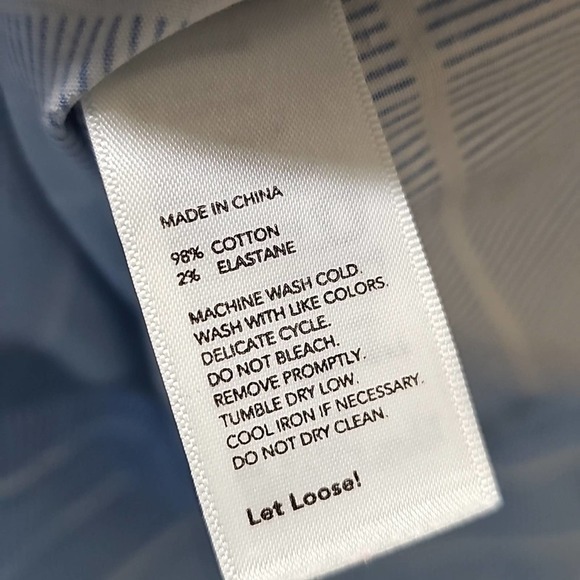 MADE IN CHINA
98% COTTON
2% ELASTANE
MACHINE WASH COLD.
WASH WITH LIKE COLORS.
DELICATE CYCLE.
DO NOT BLEACH.
REMOVE PROMPTLY.
TUMBLE DRY LOW.
COOL IRON IF NECESSARY.
DO NOT DRY CLEAN.
Let Loose!